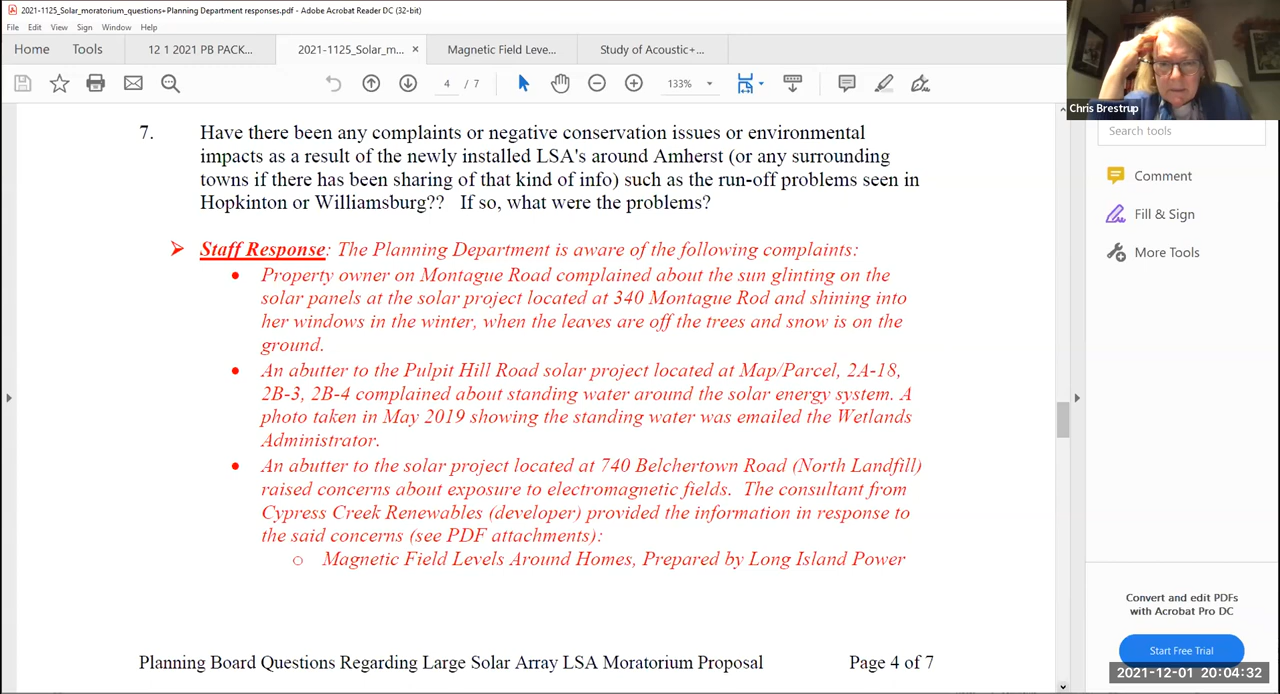 2021-1125_Solar_moratorium_questions+Planning Department responses.pdf - Adobe Acrobat Reader DC (32-bit)
File Edit View Sign Window Help
Home Tools 12 1 2021 PB PACK... 2021-1125_Solar_m... × Magnetic Field Leve... Study of Acoustic+...
4 / 7 133%
Chris Brestrup
Search tools
Comment
Fill & Sign
More Tools
7. Have there been any complaints or negative conservation issues or environmental
impacts as a result of the newly installed LSA's around Amherst (or any surrounding
towns if there has been sharing of that kind of info) such as the run-off problems seen in
Hopkinton or Williamsburg?? If so, what were the problems?
➢ Staff Response: The Planning Department is aware of the following complaints:
• Property owner on Montague Road complained about the sun glinting on the
solar panels at the solar project located at 340 Montague Rod and shining into
her windows in the winter, when the leaves are off the trees and snow is on the
ground.
• An abutter to the Pulpit Hill Road solar project located at Map/Parcel, 2A-18,
2B-3, 2B-4 complained about standing water around the solar energy system. A
photo taken in May 2019 showing the standing water was emailed the Wetlands
Administrator.
• An abutter to the solar project located at 740 Belchertown Road (North Landfill)
raised concerns about exposure to electromagnetic fields. The consultant from
Cypress Creek Renewables (developer) provided the information in response to
the said concerns (see PDF attachments):
○ Magnetic Field Levels Around Homes, Prepared by Long Island Power
Planning Board Questions Regarding Large Solar Array LSA Moratorium Proposal Page 4 of 7
Convert and edit PDFs
with Acrobat Pro DC
Start Free Trial
2021-12-01 20:04:32